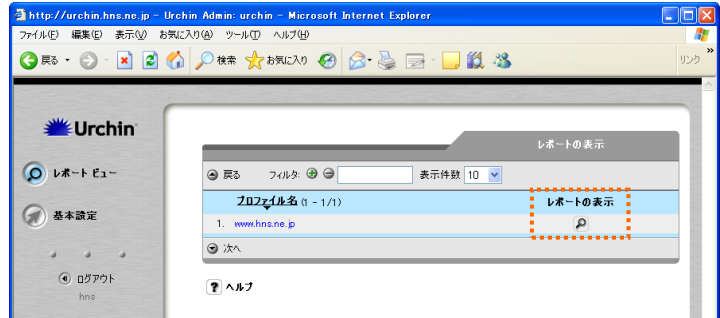 http://urchin.hns.ne.jp - Urchin Admin: urchin - Microsoft Internet Explorer
ファイル(F) 編集(E) 表示(V) お気に入り(A) ツール(T) ヘルプ(H)
戻る 検索 お気に入り リンク »
Urchin
レポートの表示
レポート ビュー
戻る フィルタ: 表示件数 10
プロファイル名 (1 - 1/1) レポートの表示
基本設定
1. www.hns.ne.jp
次へ
ログアウト
hns
? ヘルプ